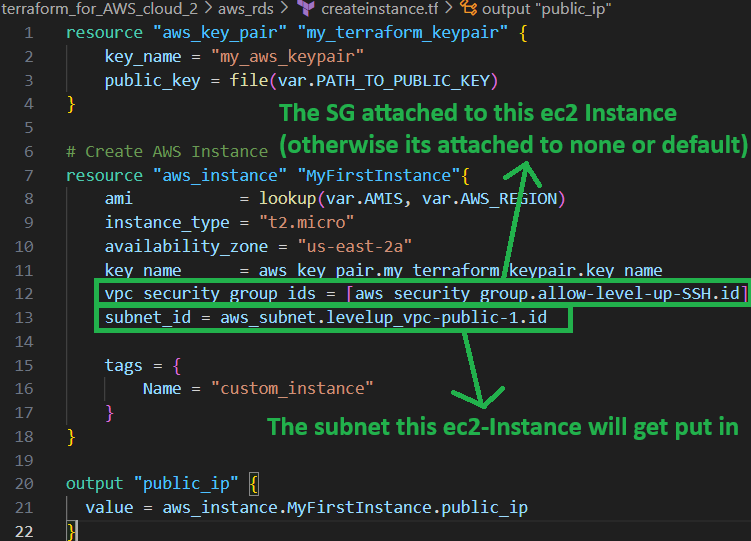 terraform_for_AWS_cloud_2 > aws_rds > createinstance.tf > output "public_ip"
1 resource "aws_key_pair" "my_terraform_keypair" {
2     key_name = "my_aws_keypair"
3     public_key = file(var.PATH_TO_PUBLIC_KEY)
4 }
The SG attached to this ec2 Instance
5
(otherwise its attached to none or default)
6 # Create AWS Instance
7 resource "aws_instance" "MyFirstInstance"{
8     ami           = lookup(var.AMIS, var.AWS_REGION)
9     instance_type = "t2.micro"
10     availability_zone = "us-east-2a"
11     key_name      = aws_key_pair.my_terraform_keypair.key_name
12     vpc_security_group_ids = [aws_security_group.allow-level-up-SSH.id]
13     subnet_id = aws_subnet.levelup_vpc-public-1.id
14
15     tags = {
16         Name = "custom_instance"
17     }
The subnet this ec2-Instance will get put in
18 }
19
20 output "public_ip" {
21   value = aws_instance.MyFirstInstance.public_ip
22 }